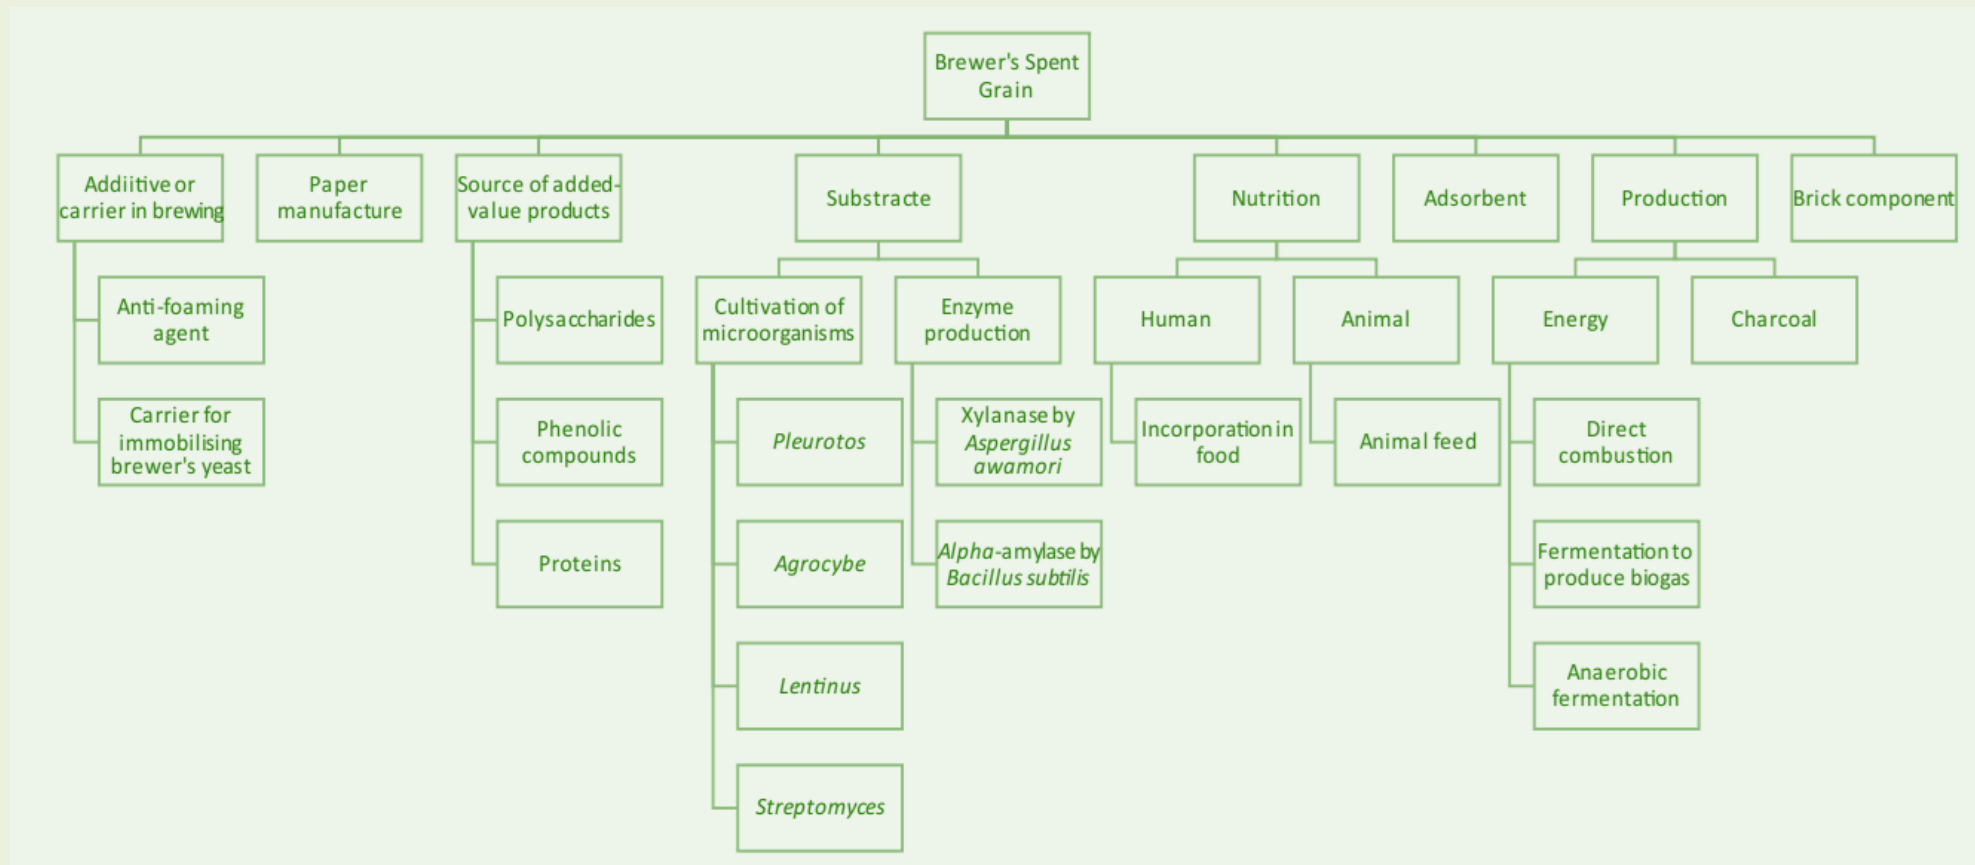 Brewer's Spent
Grain
Addiitive or
carrier in brewing
Paper
manufacture
Source of added-
value products
Substracte
Nutrition
Adsorbent
Production
Brick component
Anti-foaming
agent
Polysaccharides
Cultivation of
microorganisms
Enzyme
production
Human
Animal
Energy
Charcoal
Carrier for
immobilising
brewer's yeast
Phenolic
compounds
Pleurotos
Xylanase by
Aspergillus
awamori
Incorporation in
food
Animal feed
Direct
combustion
Proteins
Agrocybe
Alpha-amylase by
Bacillus subtilis
Fermentation to
produce biogas
Lentinus
Anaerobic
fermentation
Streptomyces